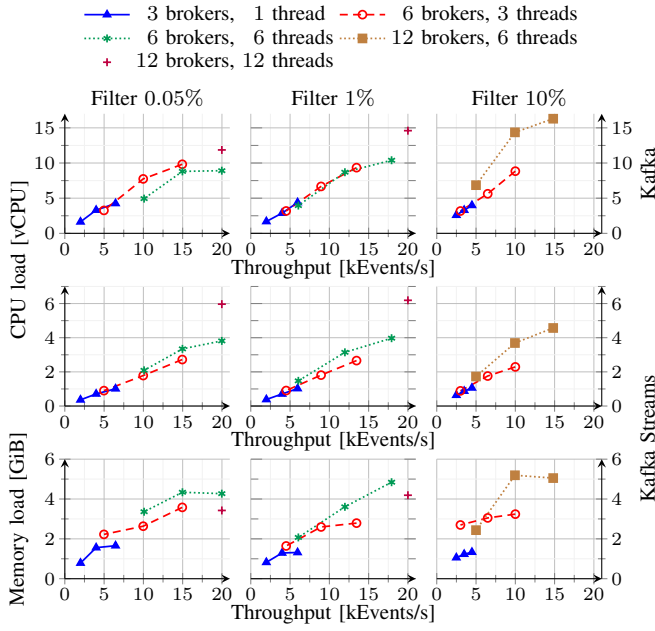 3 brokers, 1 thread
6 brokers, 3 threads
6 brokers, 6 threads
12 brokers, 6 threads
12 brokers, 12 threads
Filter 0.05%
Filter 1%
Filter 10%
CPU load [vCPU]
15
10
5
0
0 5 10 15 20
0 5 10 15 20
0 5 10 15 20
15
10
5
0
Kafka
Throughput [kEvents/s]
6
4
2
0
0 5 10 15 20
0 5 10 15 20
0 5 10 15 20
6
4
2
0
Throughput [kEvents/s]
Kafka Streams
Memory load [GiB]
6
4
2
0
0 5 10 15 20
0 5 10 15 20
0 5 10 15 20
6
4
2
0
Throughput [kEvents/s]